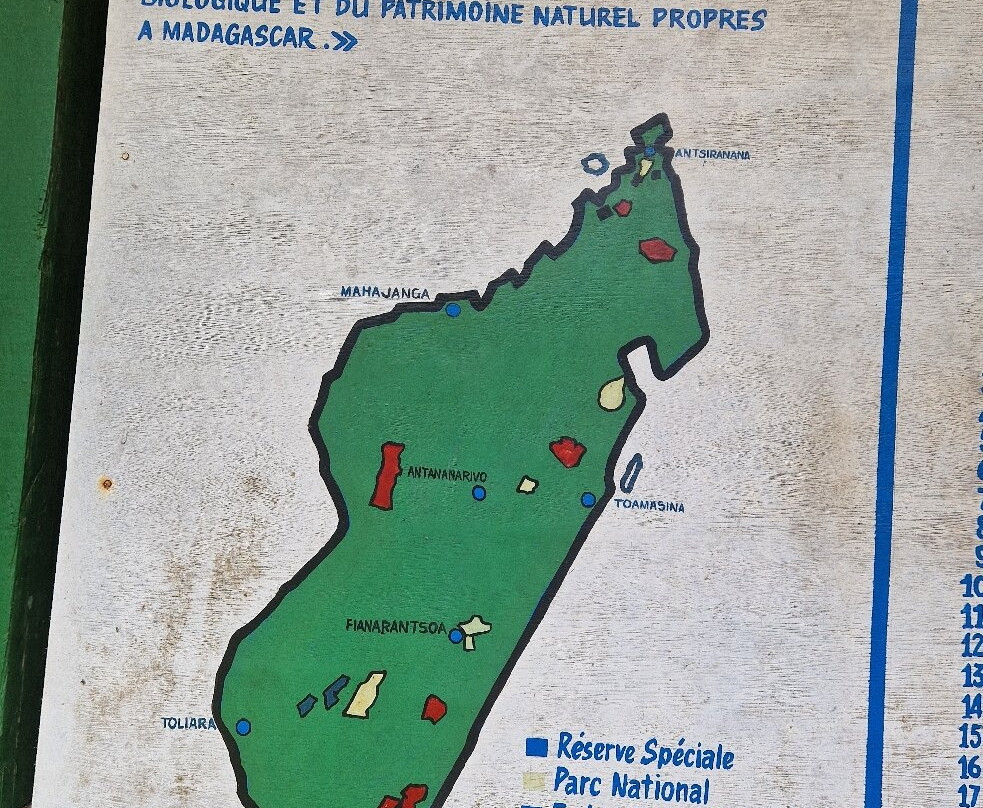 BIOLOGIQUE ET DU PATRIMOINE NATUREL PROPRES
A MADAGASCAR.>>
ANTSIRANANA
MAHAJANGA
ANTANANARIVO
TOAMASINA
FIANARANTSOA
TOLIARA
Réserve Spéciale
Parc National
10
11
12
13
14
15
16
17